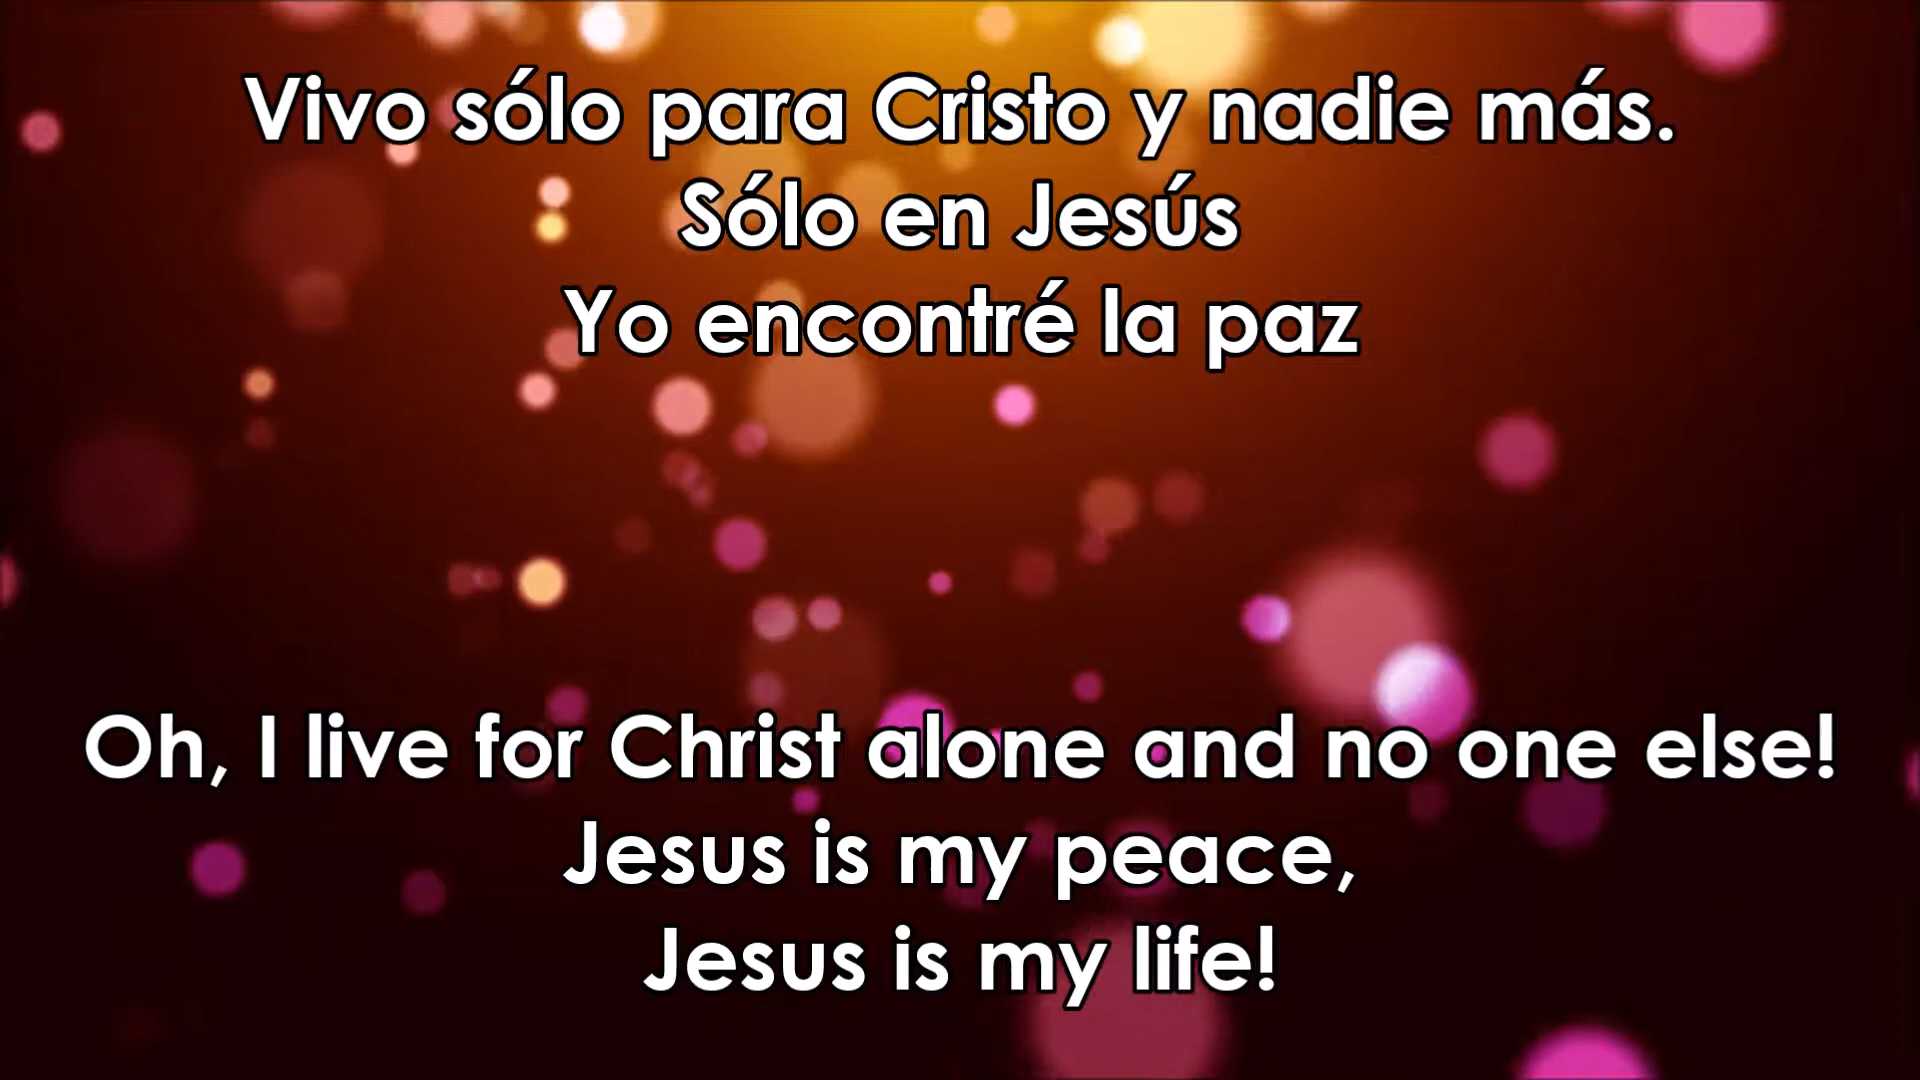 Vivo sólo para Cristo y nadie más.
Sólo en Jesús
Yo encontré la paz
Oh, I live for Christ alone and no one else!
Jesus is my peace,
Jesus is my life!